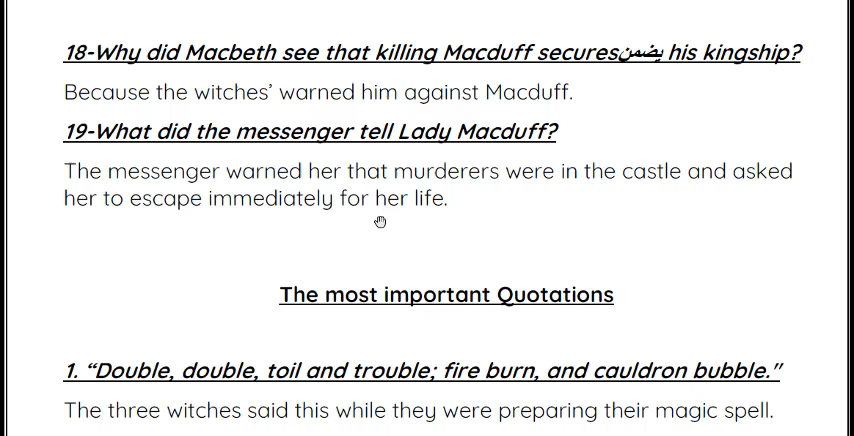 18-Why did Macbeth see that killing Macduff securesيضمن his kingship?
Because the witches’ warned him against Macduff.
19-What did the messenger tell Lady Macduff?
The messenger warned her that murderers were in the castle and asked
her to escape immediately for her life.
The most important Quotations
1. “Double, double, toil and trouble; fire burn, and cauldron bubble."
The three witches said this while they were preparing their magic spell.